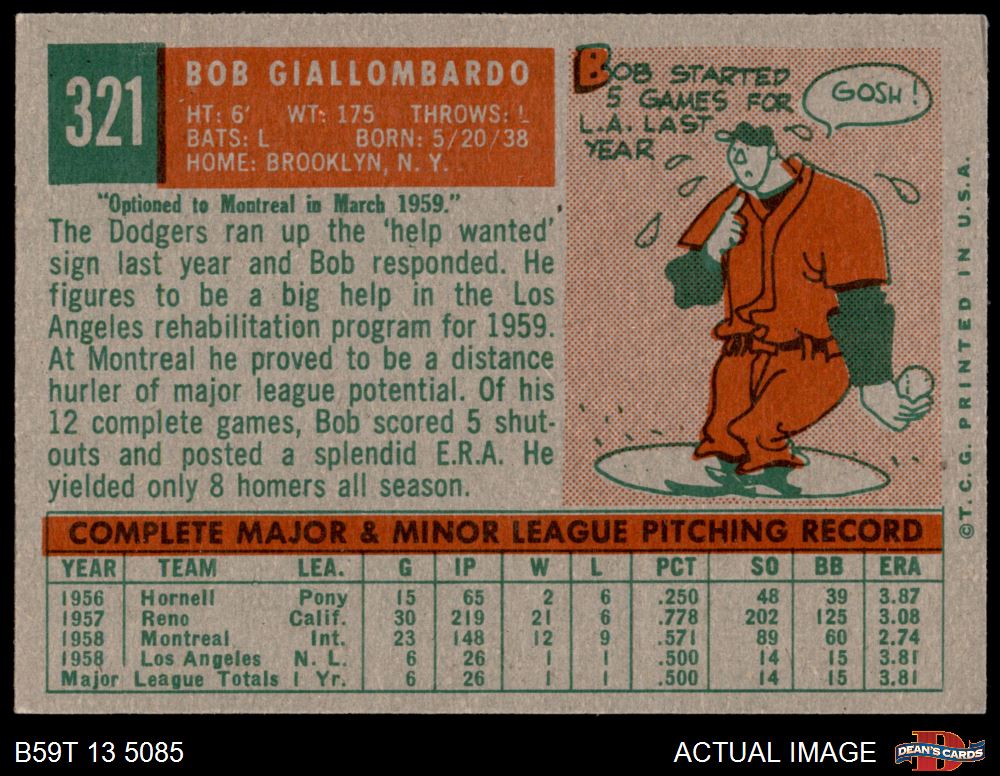 321
BOB GIALLOMBARDO
HT: 6' WT: 175 THROWS: L
BATS: L BORN: 5/20/38
HOME: BROOKLYN, N. Y.
BOB STARTED
5 GAMES FOR
L.A. LAST
YEAR
GOSH!
"Optioned to Montreal in March 1959."
The Dodgers ran up the 'help wanted'
sign last year and Bob responded. He
figures to be a big help in the Los
Angeles rehabilitation program for 1959.
At Montreal he proved to be a distance
hurler of major league potential. Of his
12 complete games, Bob scored 5 shut-
outs and posted a splendid E.R.A. He
yielded only 8 homers all season.
©T.C.G. PRINTED IN U.S.A.
COMPLETE MAJOR & MINOR LEAGUE PITCHING RECORD
YEAR TEAM LEA. G IP W L PCT SO BB ERA
1956 Hornell Pony 15 65 2 6 .250 48 39 3.87
1957 Reno Calif. 30 219 21 6 .778 202 125 3.08
1958 Montreal Int. 23 148 12 9 .571 89 60 2.74
1958 Los Angeles N. L. 6 26 1 1 .500 14 15 3.81
Major League Totals 1 Yr. 6 26 1 1 .500 14 15 3.81
B59T 13 5085
ACTUAL IMAGE
DEAN'S CARDS